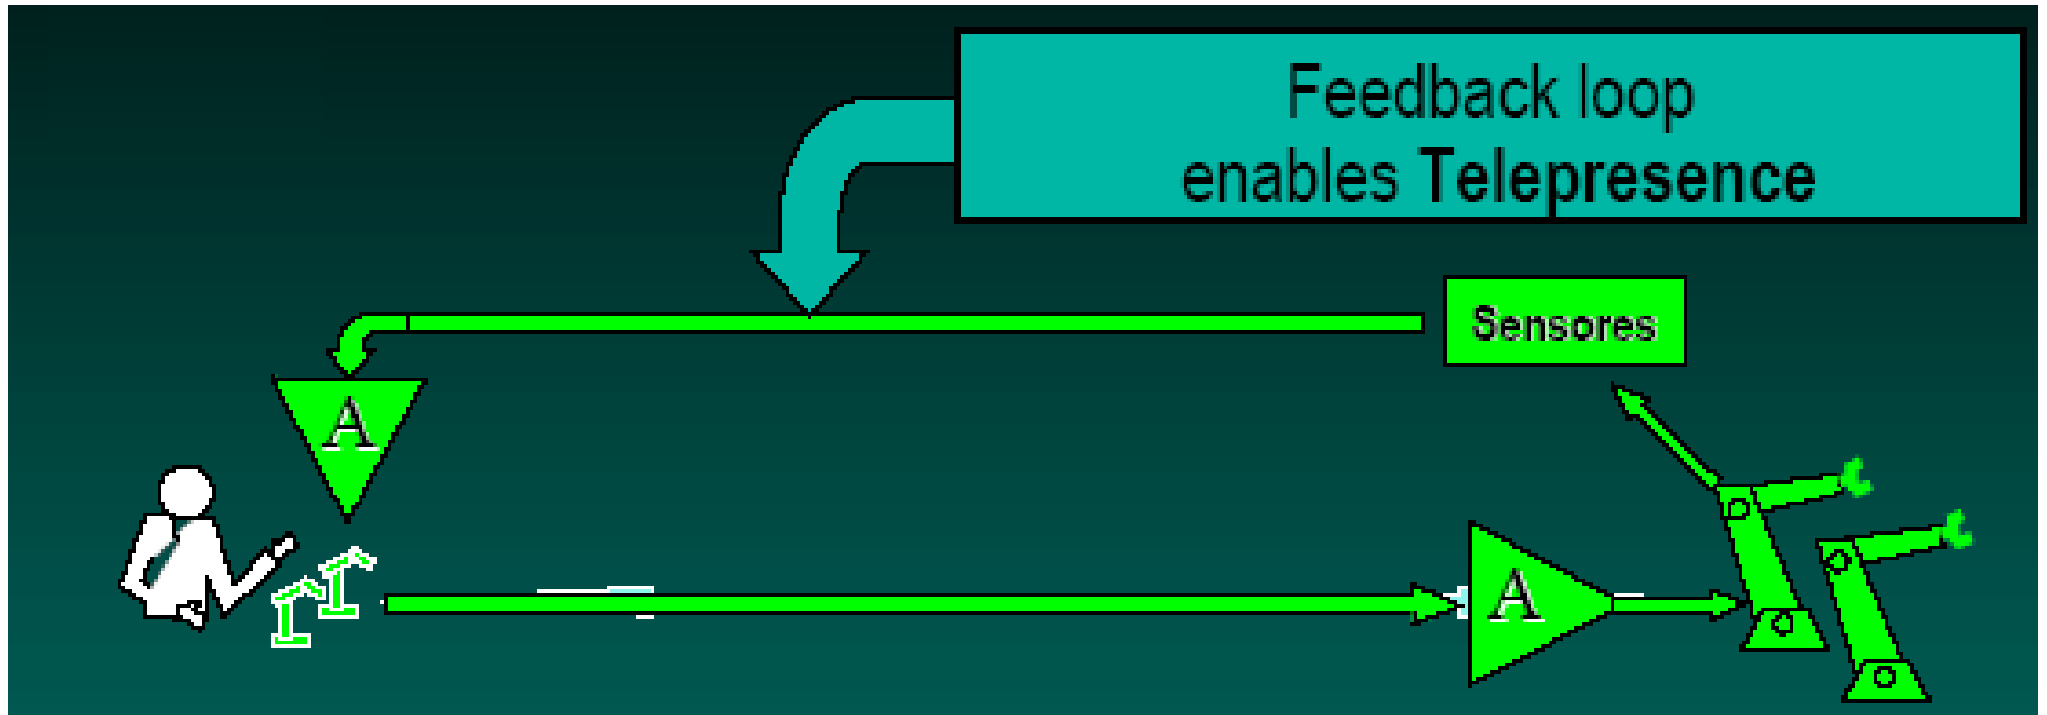 Feedback loop
enables Telepresence
Sensores
A
A